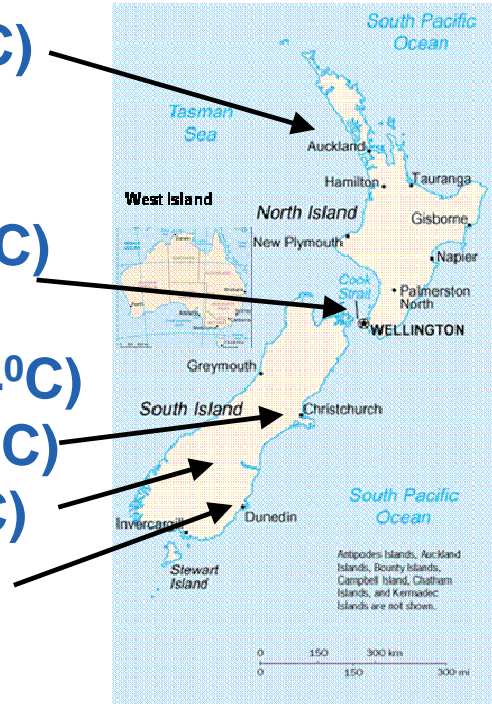 South Pacific
Ocean
C)
Tasman
Sea
Auckland
Hamilton
Tauranga
West Island
North Island
Gisborne
C)
New Plymouth
Napier
Cook
Strait
Palmerston
North
WELLINGTON
Greymouth
⁰C)
South Island
Christchurch
C)
C)
South Pacific
Ocean
Invercargill
Dunedin
Stewart
Island
Antipodes Islands, Auckland
Islands, Bounty Islands,
Campbell Island, Chatham
Islands, and Kermadec
Islands are not shown.
0 150 300 km
0 150 300 mi